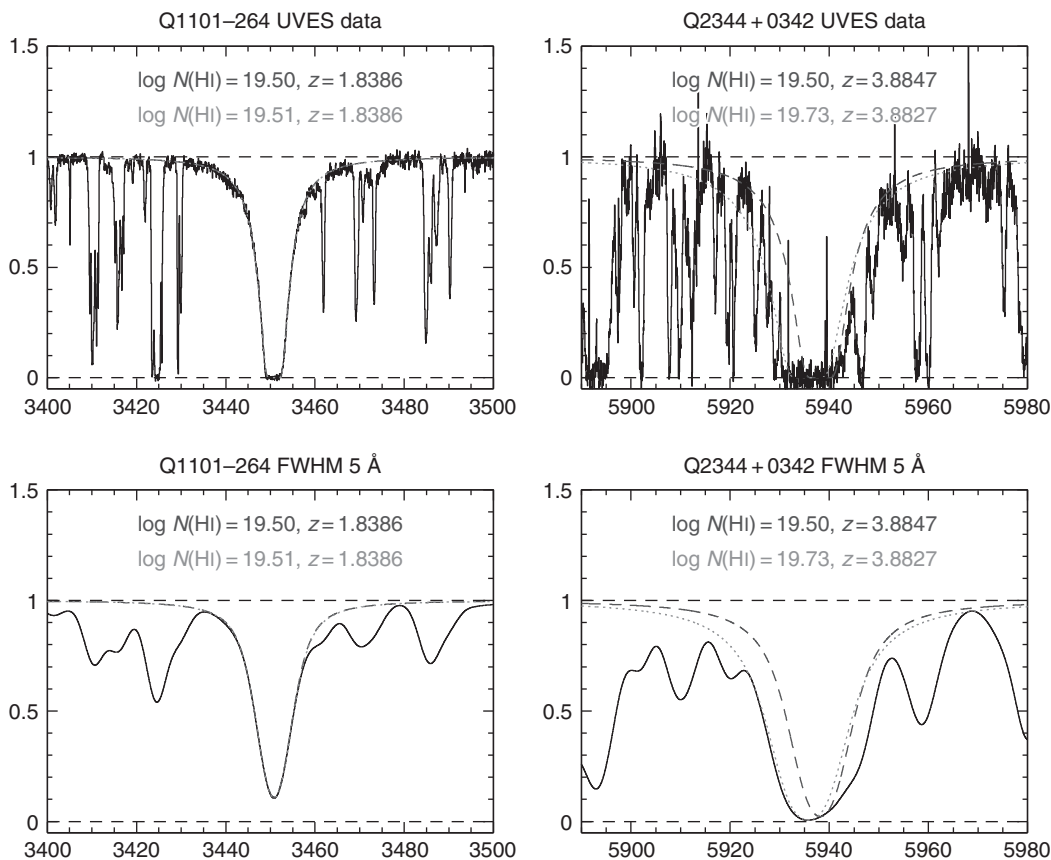 Q1101–264 UVES data
1.5
log N(HI) = 19.50, z = 1.8386
log N(HI) = 19.51, z = 1.8386
1
0.5
0
3400 3420 3440 3460 3480 3500
Q2344 + 0342 UVES data
1.5
log N(HI) = 19.50, z = 3.8847
log N(HI) = 19.73, z = 3.8827
1
0.5
0
5900 5920 5940 5960 5980
Q1101–264 FWHM 5 Å
1.5
log N(HI) = 19.50, z = 1.8386
log N(HI) = 19.51, z = 1.8386
1
0.5
0
3400 3420 3440 3460 3480 3500
Q2344 + 0342 FWHM 5 Å
1.5
log N(HI) = 19.50, z = 3.8847
log N(HI) = 19.73, z = 3.8827
1
0.5
0
5900 5920 5940 5960 5980